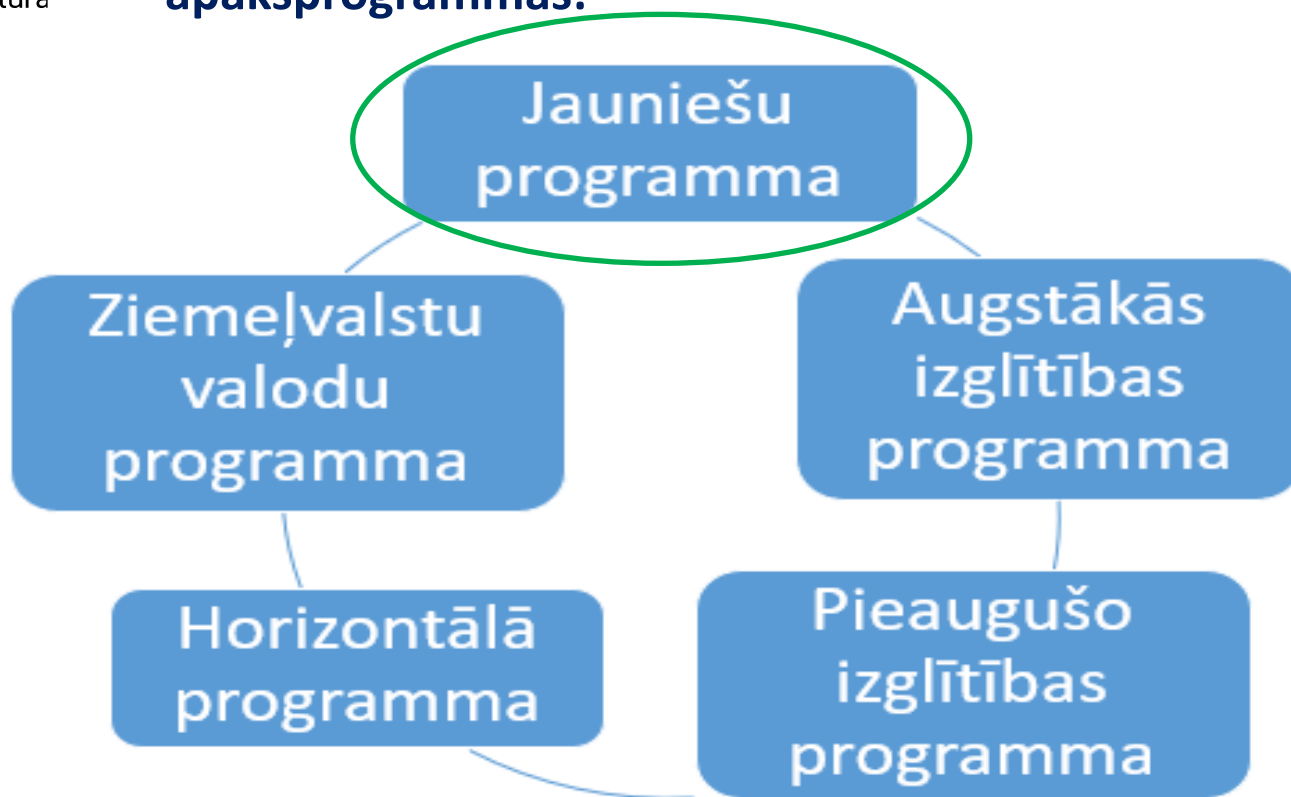 apakšprogrammas:
Jauniešu
programma
Ziemeļvalstu
valodu
programma
Augstākās
izglītības
programma
Horizontālā
programma
Pieaugušo
izglītības
programma